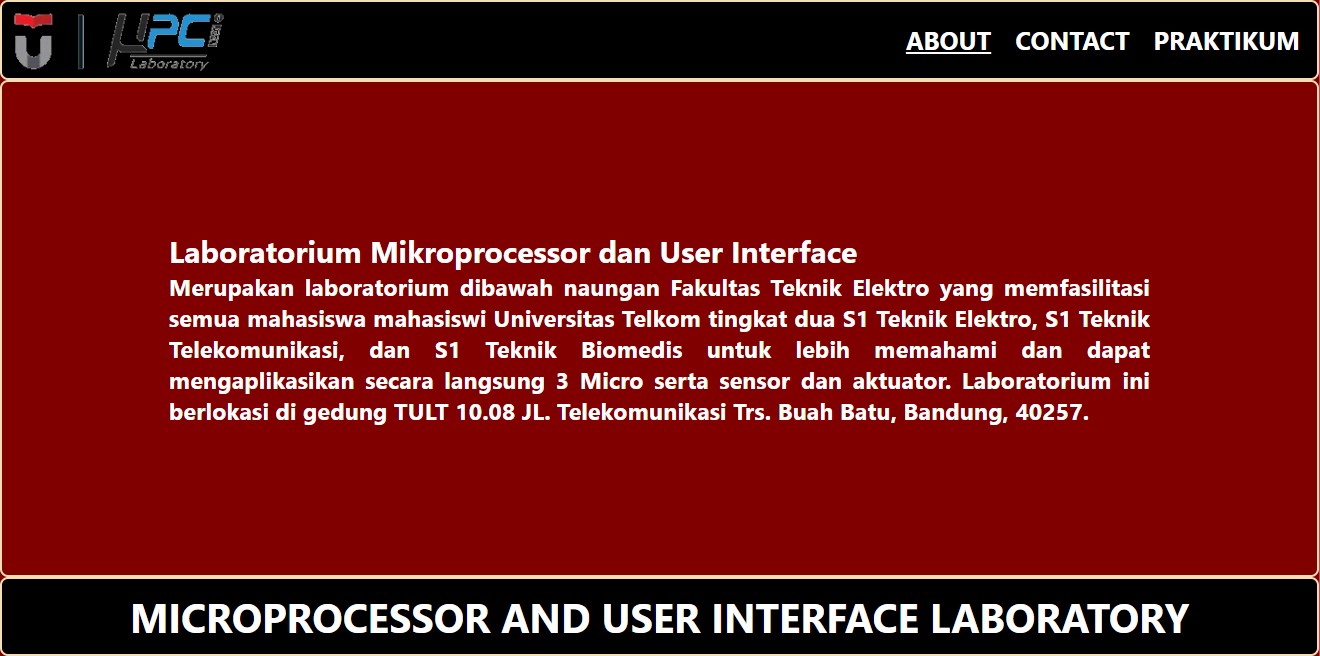 µPC
Laboratory
ABOUT CONTACT PRAKTIKUM
Laboratorium Mikroprocessor dan User Interface
Merupakan laboratorium dibawah naungan Fakultas Teknik Elektro yang memfasilitasi
semua mahasiswa mahasiswi Universitas Telkom tingkat dua S1 Teknik Elektro, S1 Teknik
Telekomunikasi, dan S1 Teknik Biomedis untuk lebih memahami dan dapat
mengaplikasikan secara langsung 3 Micro serta sensor dan aktuator. Laboratorium ini
berlokasi di gedung TULT 10.08 JL. Telekomunikasi Trs. Buah Batu, Bandung, 40257.
MICROPROCESSOR AND USER INTERFACE LABORATORY